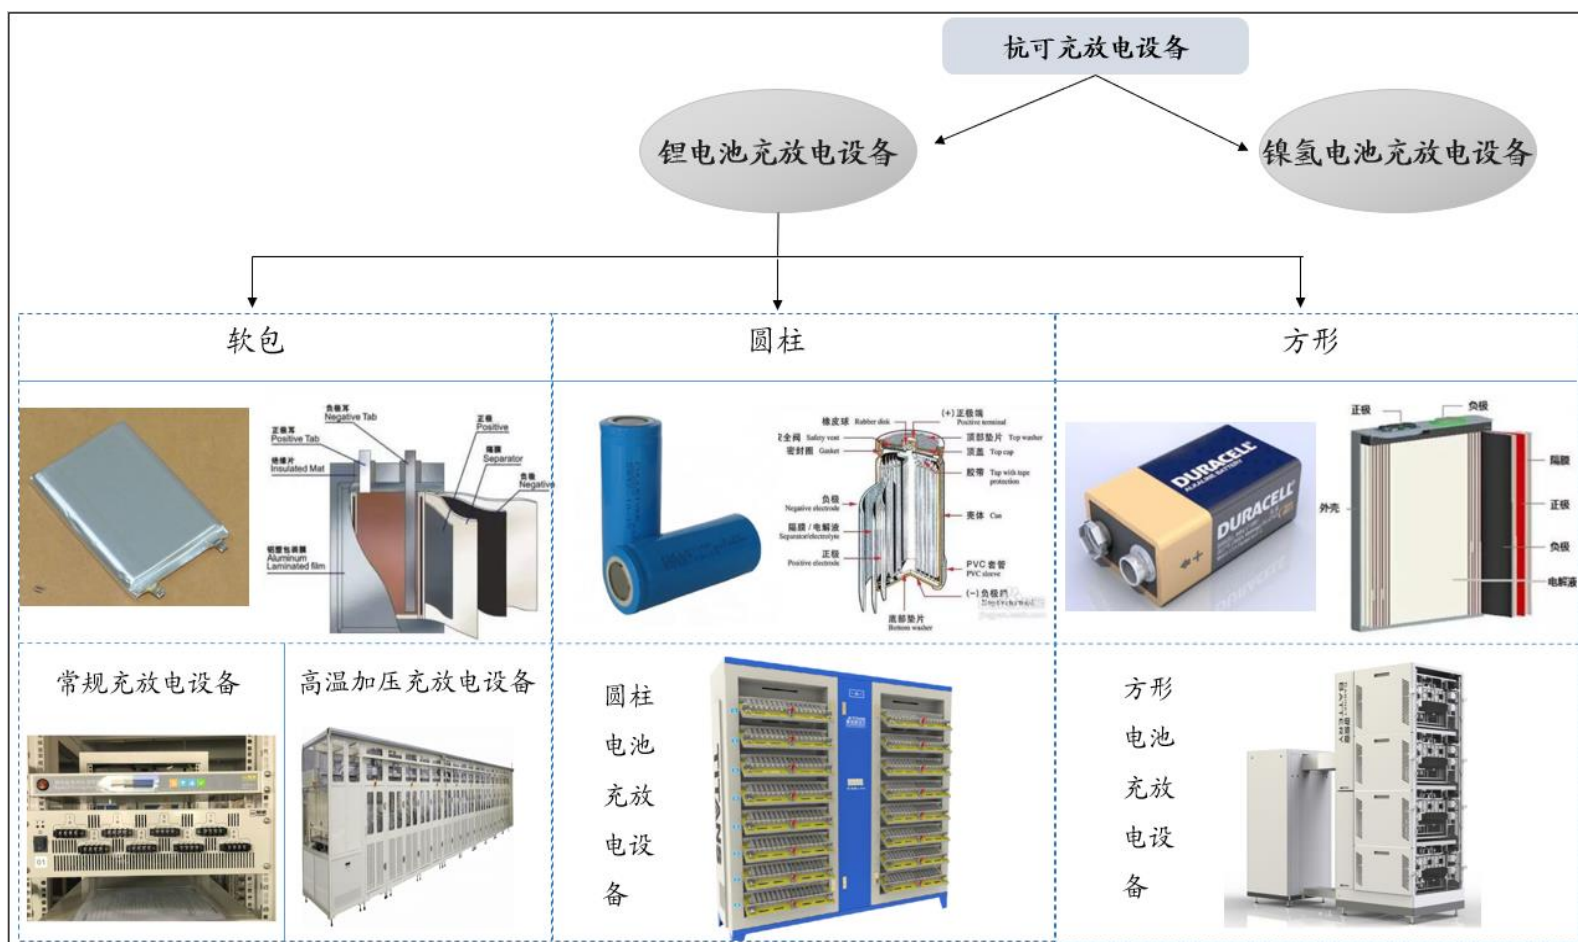 杭可充放电设备
钽电池充放电设备
镍氢电池充放电设备
软包
圆柱
方形
负极耳
Negative Tab
正极耳
Positive Tab
绝缘片
Insulated Mat
正极
Positive
隔膜
Separator
负极
Negative
铝塑包装膜
Aluminum
Laminated film
(+)正极端
Positive terminal
橡皮球 Rubber disk
安全阀 Safety vent
密封圈 Gasket
顶部垫片 Top washer
顶盖 Top cap
胶带 Tap with tape
protection
负极
Negative electrode
壳体
隔膜/电解液
Separator/electrolyte
正极
Positive electrode
PVC 套管
PVC sleeve
(-)负极
底部垫片
Bottom washer
DURACELL
ALKALINE BATTERY
DURACELL
正极
负极
隔膜
外壳
正极
负极
电解液
常规充放电设备
高温加压充放电设备
圆柱
电池
充放
电设
备
方形
电池
充放
电设
备
01
TITANS
BATTERY